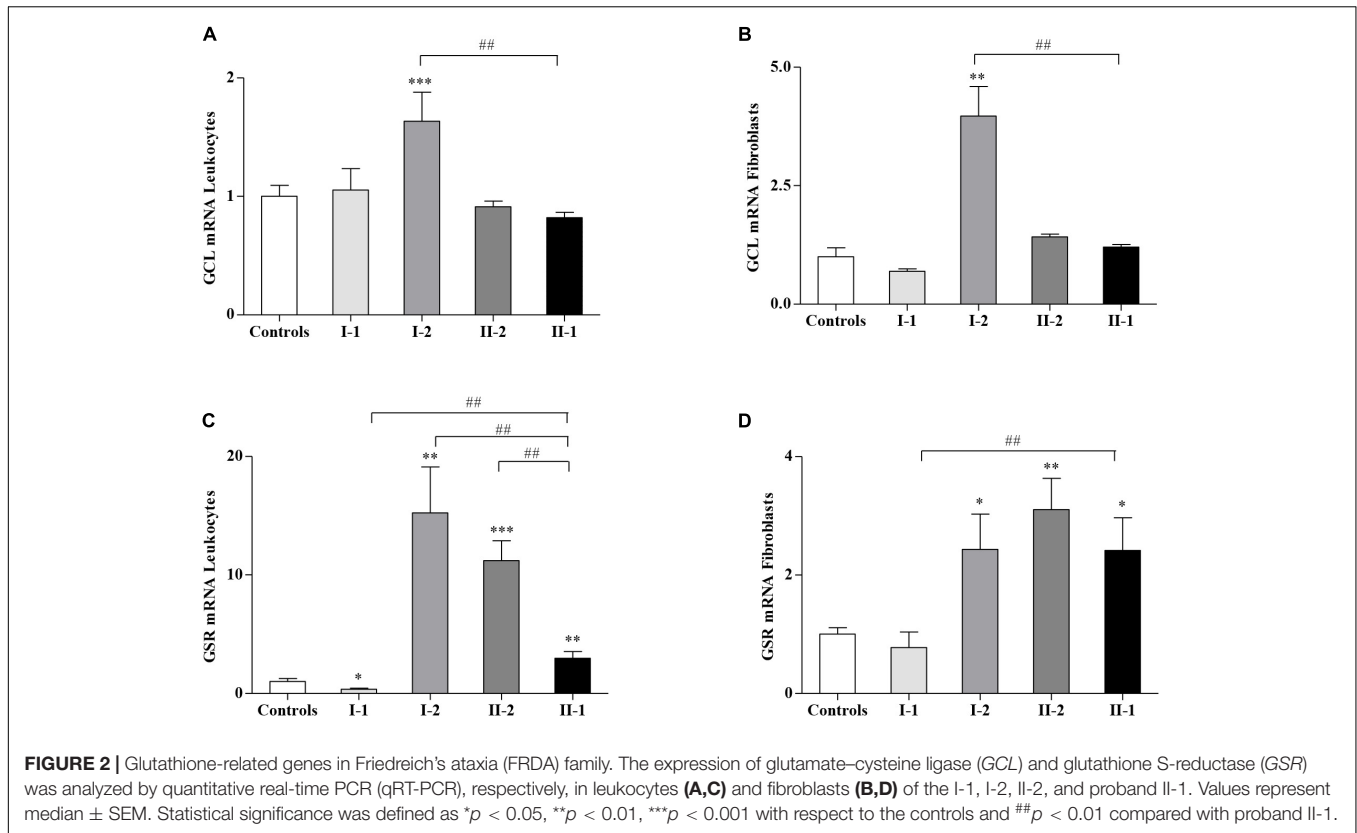 A
##
***
GCL mRNA Leukocytes
2
1
0
Controls I-1 I-2 II-2 II-1
B
##
**
GCL mRNA Fibroblasts
5.0
2.5
0.0
Controls I-1 I-2 II-2 II-1
C
##
##
##
**
***
**
*
GSR mRNA Leukocytes
20
10
0
Controls I-1 I-2 II-2 II-1
D
##
**
*
*
GSR mRNA Fibroblasts
4
2
0
Controls I-1 I-2 II-2 II-1
FIGURE 2 | Glutathione-related genes in Friedreich's ataxia (FRDA) family. The expression of glutamate–cysteine ligase (GCL) and glutathione S-reductase (GSR)
was analyzed by quantitative real-time PCR (qRT-PCR), respectively, in leukocytes (A,C) and fibroblasts (B,D) of the I-1, I-2, II-2, and proband II-1. Values represent
median ± SEM. Statistical significance was defined as *p < 0.05, **p < 0.01, ***p < 0.001 with respect to the controls and ##p < 0.01 compared with proband II-1.